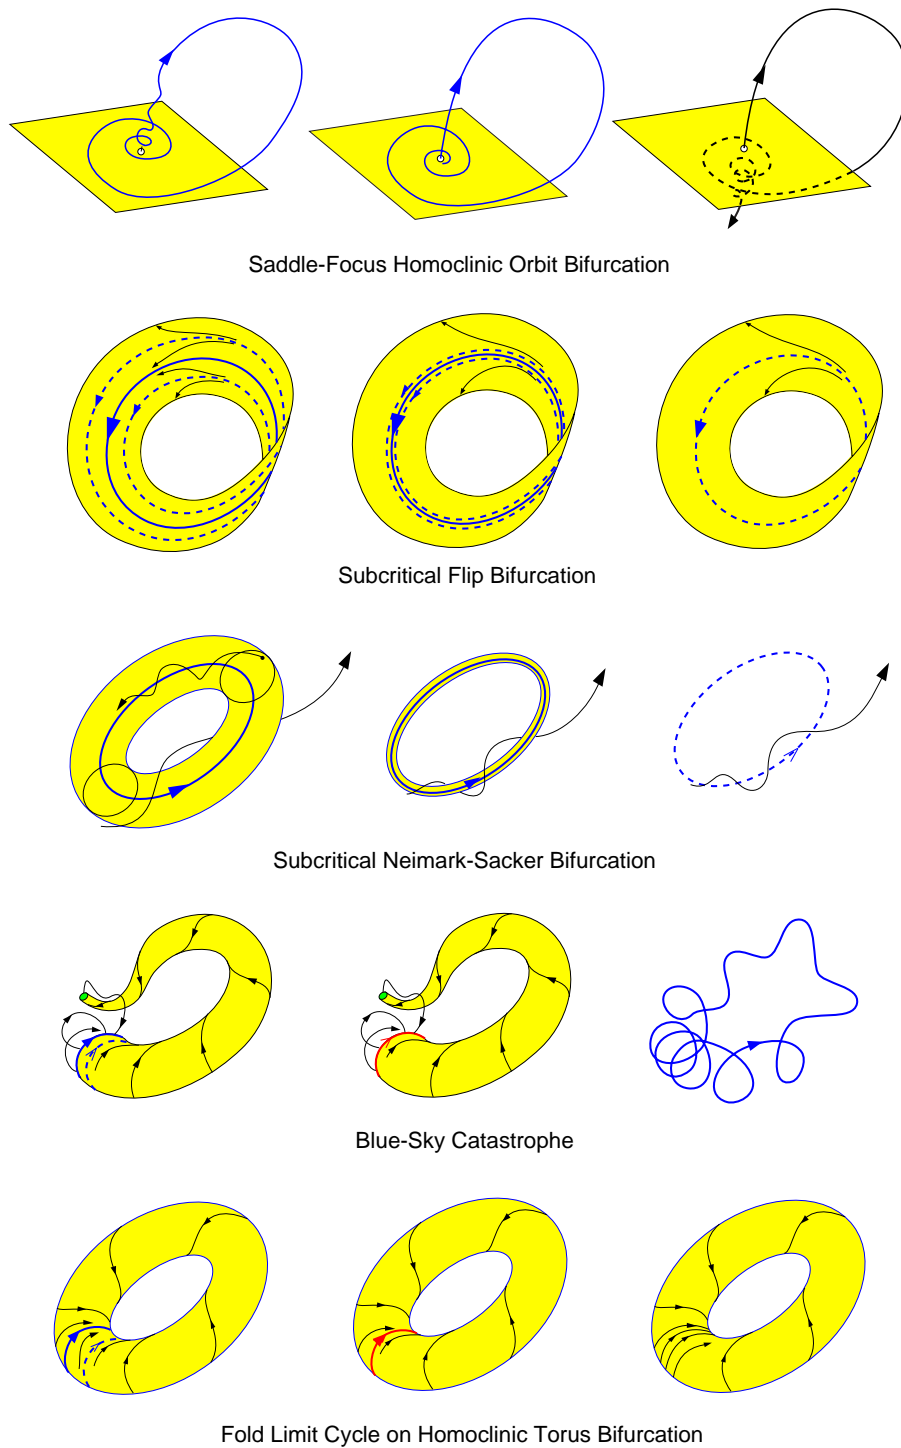 Saddle-Focus Homoclinic Orbit Bifurcation
Subcritical Flip Bifurcation
Subcritical Neimark-Sacker Bifurcation
Blue-Sky Catastrophe
Fold Limit Cycle on Homoclinic Torus Bifurcation